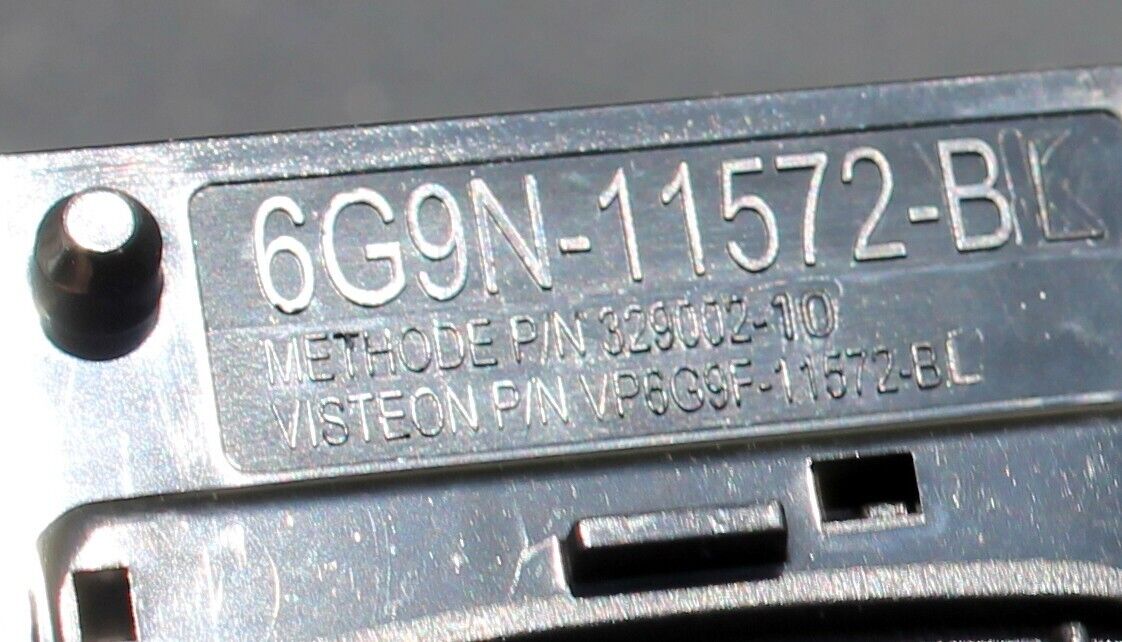 6G9N-11572-BL
METHODE P/N 329002-10
VISTEON P/N VP6G9F-11572-BL